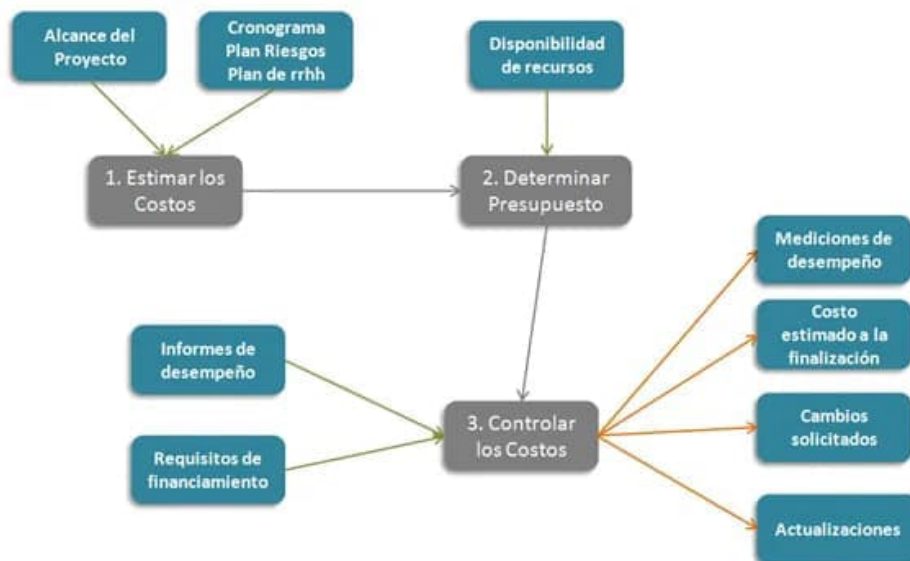 Alcance del
Proyecto
Cronograma
Plan Riesgos
Plan de rrhh
Disponibilidad
de recursos
1. Estimar los
Costos
2. Determinar
Presupuesto
Mediciones de
desempeño
Costo
estimado a la
finalización
Informes de
desempeño
3. Controlar
los Costos
Cambios
solicitados
Requisitos de
financiamiento
Actualizaciones